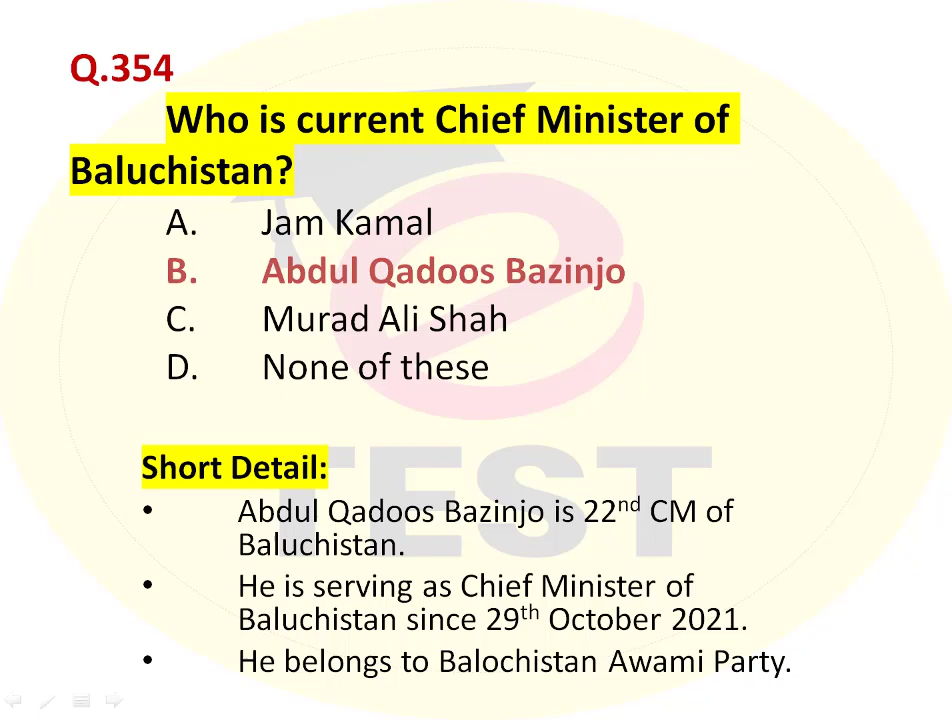 Q.354
Who is current Chief Minister of
Baluchistan?
A. Jam Kamal
B. Abdul Qadoos Bazinjo
C. Murad Ali Shah
D. None of these
e
TEST
Short Detail:
• Abdul Qadoos Bazinjo is 22nd CM of
Baluchistan.
• He is serving as Chief Minister of
Baluchistan since 29th October 2021.
• He belongs to Balochistan Awami Party.